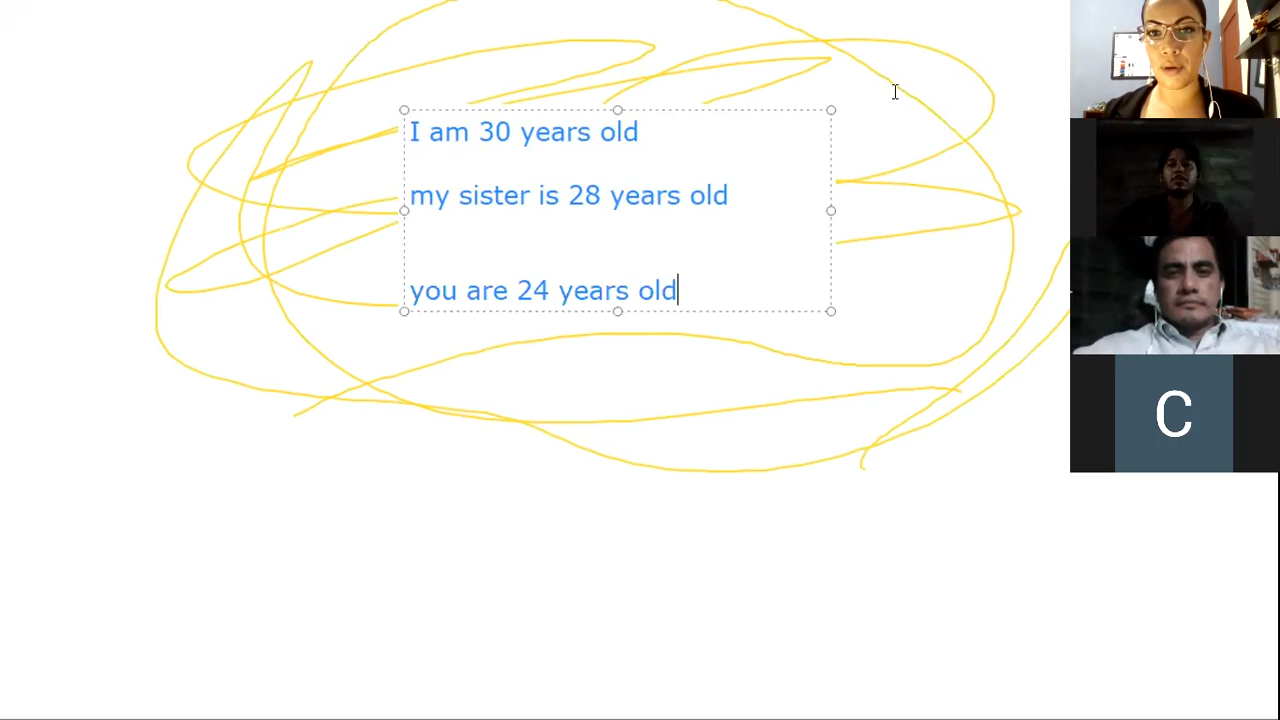 I am 30 years old
my sister is 28 years old
you are 24 years old
C